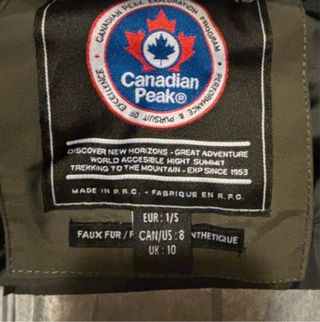 CANADIAN PEAK. EXPLORATION PROGRAM
PERFORMANCE & PURSUIT OF EXCELLENCE
Canadian
Peak®
DISCOVER NEW HORIZONS - GREAT ADVENTURE
WORLD ACCESIBLE HIGHT SUMMIT
TREKKING TO THE MOUNTAIN - EXP SINCE 1953
MADE IN P.R.C. - FABRIQUE EN R.P.C.
EUR : 1/S
FAUX FUR / F CAN/US : 8 NTHETIQUE
UK : 10